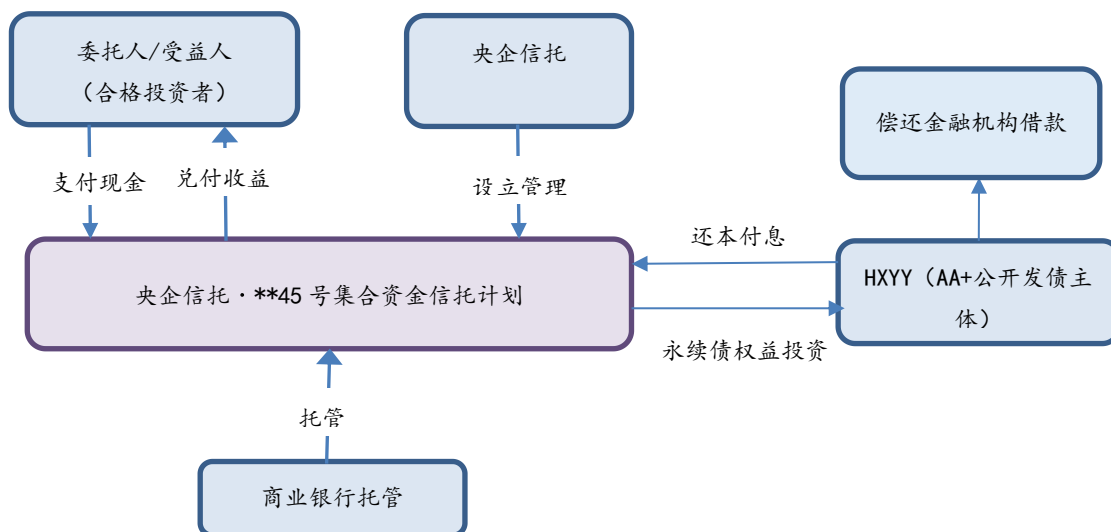 委托人/受益人
（合格投资者）
央企信托
偿还金融机构借款
支付现金
兑付收益
设立管理
还本付息
央企信托·**45 号集合资金信托计划
HXYY（AA+公开发债主
体）
永续债权益投资
托管
商业银行托管